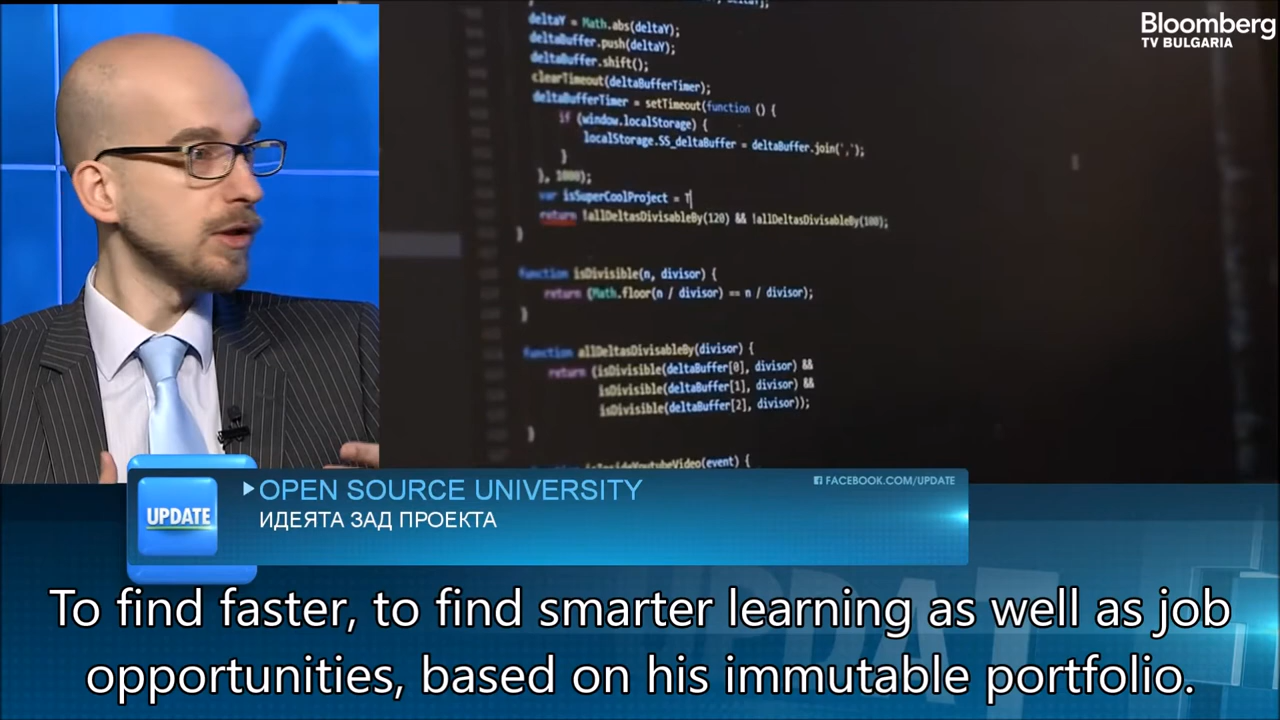 Bloomberg
TV BULGARIA
deltaY = Math.abs(deltaY);
deltaBuffer.push(deltaY);
deltaBuffer.shift();
clearTimeout(deltaBufferTimer);
deltaBufferTimer = setTimeout(function () {
if (window.localStorage) {
localStorage.SS_deltaBuffer = deltaBuffer.join(',');
}
}, 1000);
var isSuperCoolProject = T
return !allDeltasDivisableBy(120) && !allDeltasDivisableBy(100);
}
function isDivisible(n, divisor) {
return (Math.floor(n / divisor) == n / divisor);
}
function allDeltasDivisableBy(divisor) {
return (isDivisible(deltaBuffer[0], divisor) &&
isDivisible(deltaBuffer[1], divisor) &&
isDivisible(deltaBuffer[2], divisor));
}
function isInsideYoutubeVideo(event) {
UPDATE
OPEN SOURCE UNIVERSITY
FACEBOOK.COM/UPDATE
ИДЕЯТА ЗАД ПРОЕКТА
To find faster, to find smarter learning as well as job
opportunities, based on his immutable portfolio.